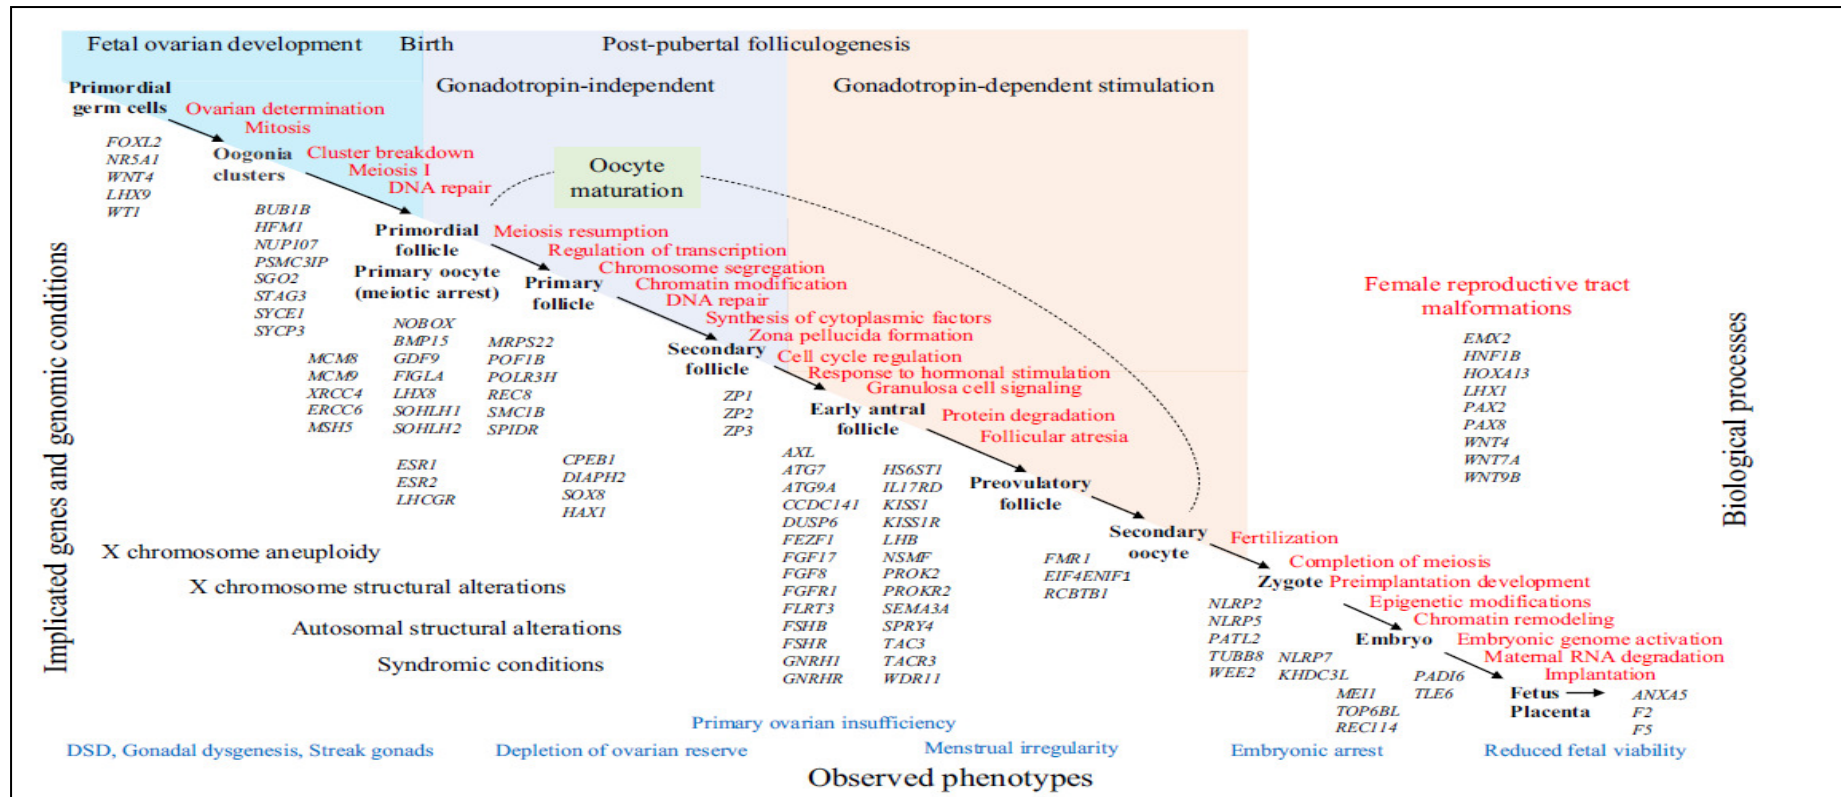 Fetal ovarian development
Birth
Post-pubertal folliculogenesis
Gonadotropin-independent
Gonadotropin-dependent stimulation
Primordial
germ cells
Ovarian determination
Mitosis
Oogonia
clusters
Cluster breakdown
Meiosis I
DNA repair
Oocyte
maturation
Primordial
follicle
Primary oocyte
(meiotic arrest)
Meiosis resumption
Regulation of transcription
Chromosome segregation
Chromatin modification
DNA repair
Synthesis of cytoplasmic factors
Zona pellucida formation
Cell cycle regulation
Response to hormonal stimulation
Granulosa cell signaling
Protein degradation
Follicular atresia
Primary
follicle
Secondary
follicle
Early antral
follicle
Preovulatory
follicle
Secondary
oocyte
Fertilization
Completion of meiosis
Zygote
Preimplantation development
Epigenetic modifications
Chromatin remodeling
Embryo
Embryonic genome activation
Maternal RNA degradation
Implantation
Fetus
Placenta
Female reproductive tract
malformations
EMX2
HNF1B
HOXA13
LHX1
PAX2
PAX8
WNT4
WNT7A
WNT9B
Biological processes
Implicated genes and genomic conditions
FOXL2
NR5A1
WNT4
LHX9
WT1
BUB1B
HFM1
NUP107
PSMC3IP
SGO2
STAG3
SYCE1
SYCP3
MCM8
MCM9
XRCC4
ERCC6
MSH5
NOBOX
BMP15
GDF9
FIGLA
LHX8
SOHLH1
SOHLH2
MRPS22
POF1B
POLR3H
REC8
SMC1B
SPIDR
ESR1
ESR2
LHCGR
CPEB1
DIAPH2
SOX8
HAX1
ZP1
ZP2
ZP3
AXL
ATG7
ATG9A
CCDC141
DUSP6
FEZF1
FGF17
FGF8
FGFR1
FLRT3
FSHB
FSHR
GNRH1
GNRHR
HS6ST1
IL17RD
KISS1
KISS1R
LHB
NSMF
PROK2
PROKR2
SEMA3A
SPRY4
TAC3
TACR3
WDR11
FMR1
EIF4ENIF1
RCBTB1
NLRP2
NLRP5
PATL2
TUBB8
WEE2
NLRP7
KHDC3L
MEI1
TOP6BL
REC114
PADI6
TLE6
ANXA5
F2
F5
X chromosome aneuploidy
X chromosome structural alterations
Autosomal structural alterations
Syndromic conditions
Primary ovarian insufficiency
DSD, Gonadal dysgenesis, Streak gonads
Depletion of ovarian reserve
Menstrual irregularity
Embryonic arrest
Reduced fetal viability
Observed phenotypes